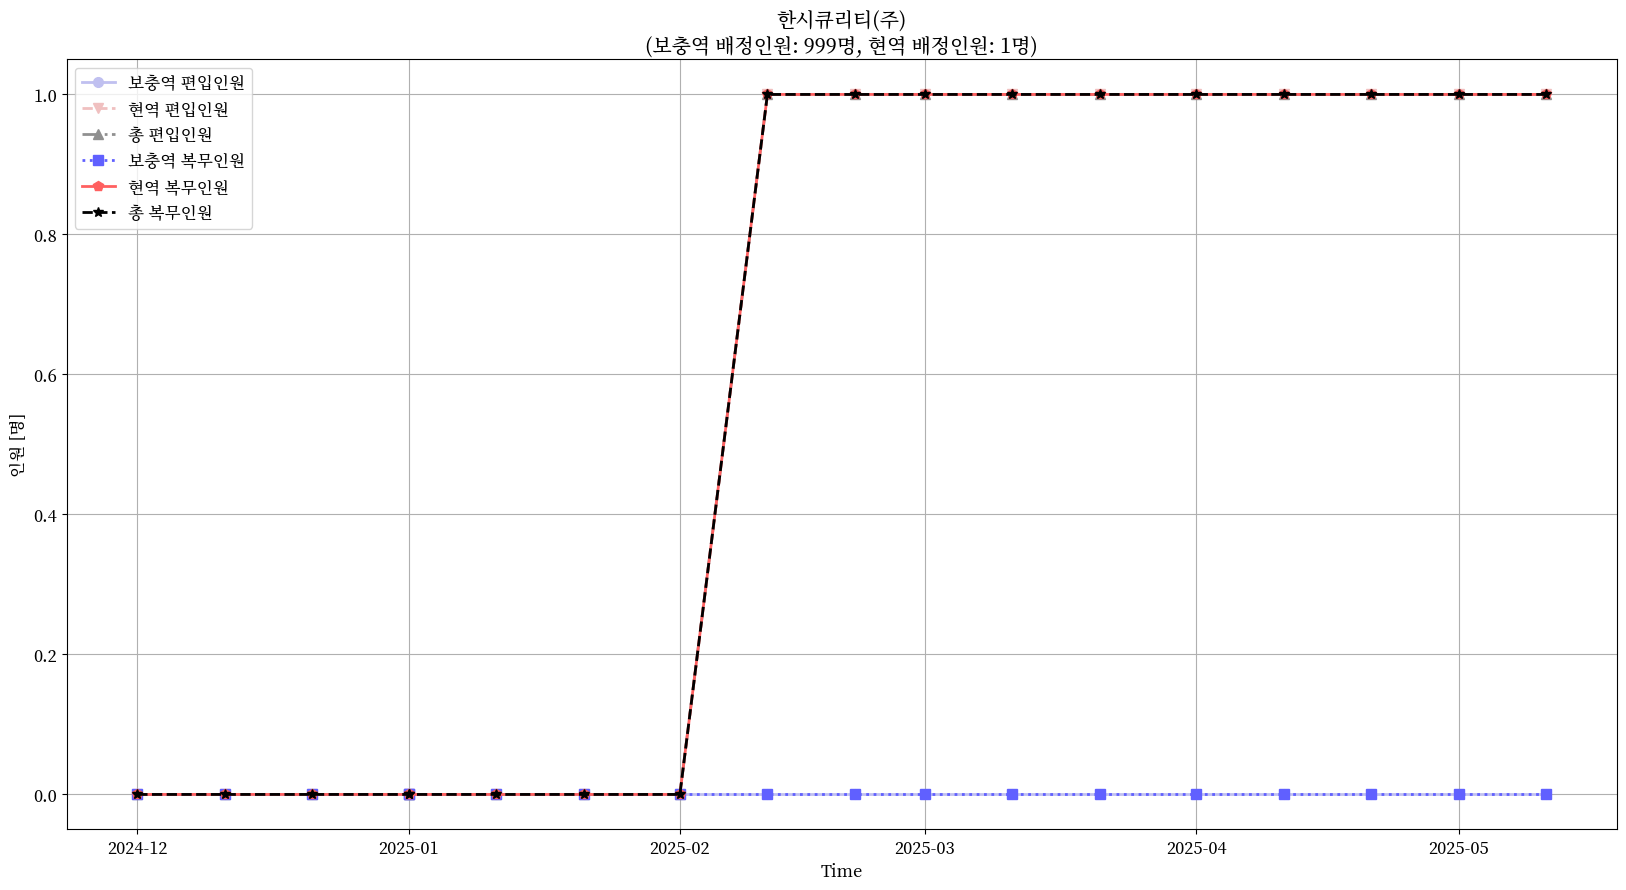 한시큐리티(주)
(보충역 배정인원: 999명, 현역 배정인원: 1명)
보충역 편입인원
현역 편입인원
총 편입인원
보충역 복무인원
현역 복무인원
총 복무인원
인원 [명]
1.0
0.8
0.6
0.4
0.2
0.0
2024-12 2025-01 2025-02 2025-03 2025-04 2025-05
Time